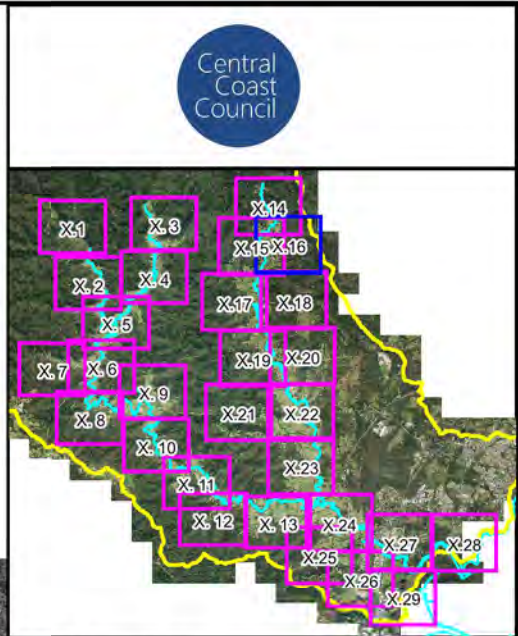 Central
Coast
Council
X.14
X.1
X. 3
X.15
X.16
X. 2
X. 4
X.17
X.18
X. 5
X.19
X.20
X. 7
X. 6
X. 9
X.21
X.22
X. 8
X. 10
X.23
X. 11
X. 12
X. 13
X.24
X.27
X.28
X.25
X.26
X.29